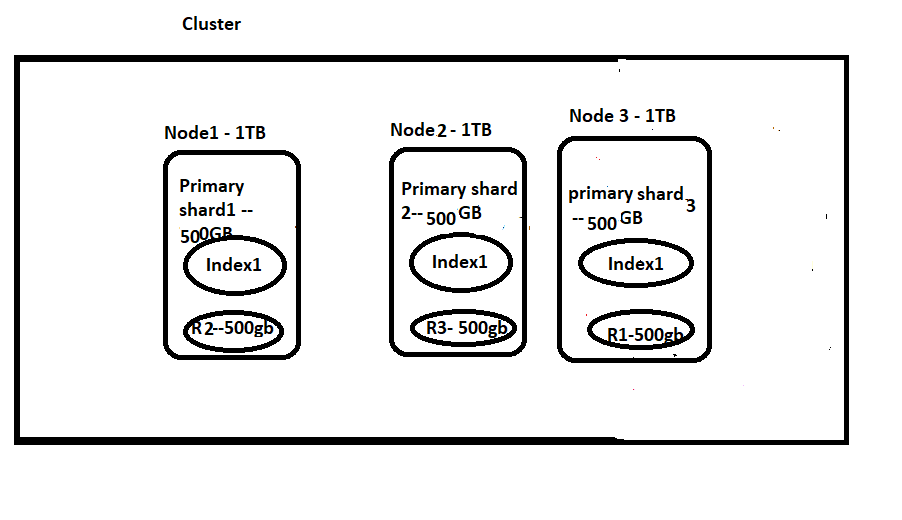 Cluster
Node1 - 1TB
Primary
shard1 --
500GB
Index1
R2--500gb
Node2 - 1TB
Primary shard
2-- 500 GB
Index1
R3- 500gb
Node 3 - 1TB
primary shard 3
-- 500 GB
Index1
R1-500gb